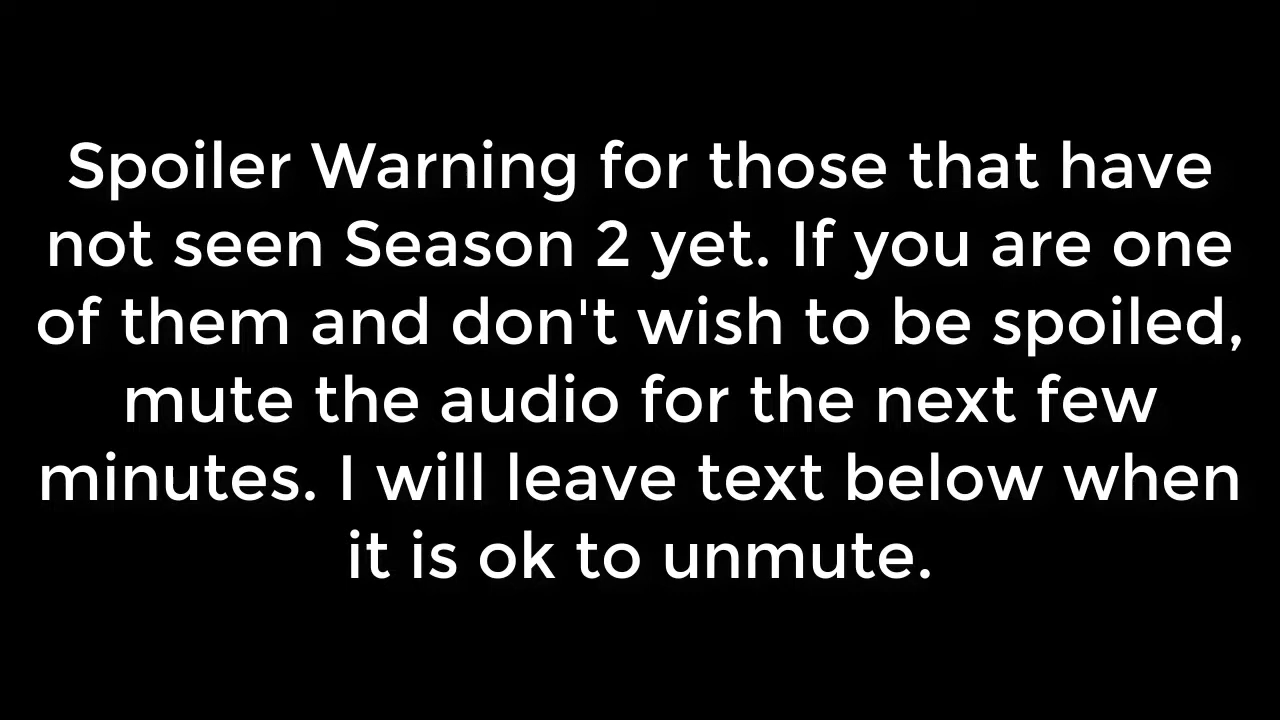 Spoiler Warning for those that have
not seen Season 2 yet. If you are one
of them and don't wish to be spoiled,
mute the audio for the next few
minutes. I will leave text below when
it is ok to unmute.